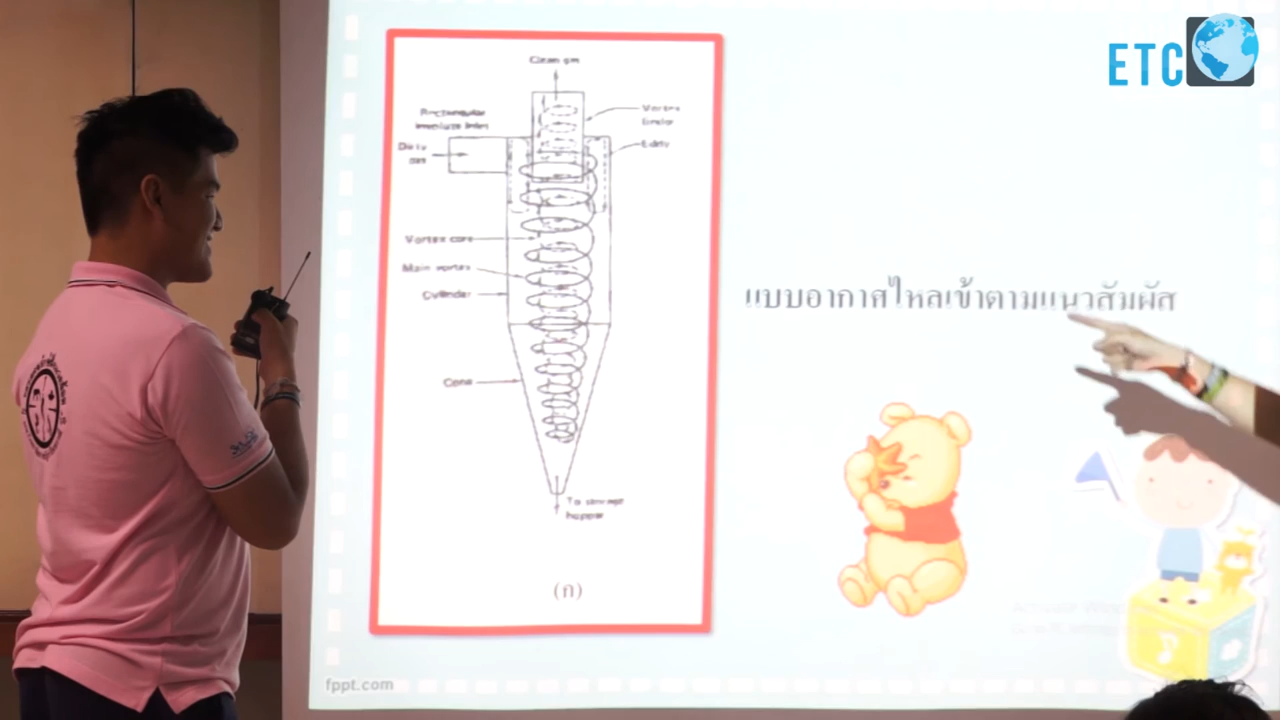 ETC
Clean gas
Rectangular
involute inlet
Vortex
finder
Dirty
gas
Eddy
แบบอากาศไหลเข้าตามแนวสัมผัส
Vortex core
Main vortex
Cylinder
Cone
To storage
hopper
(ก)
fppt.com